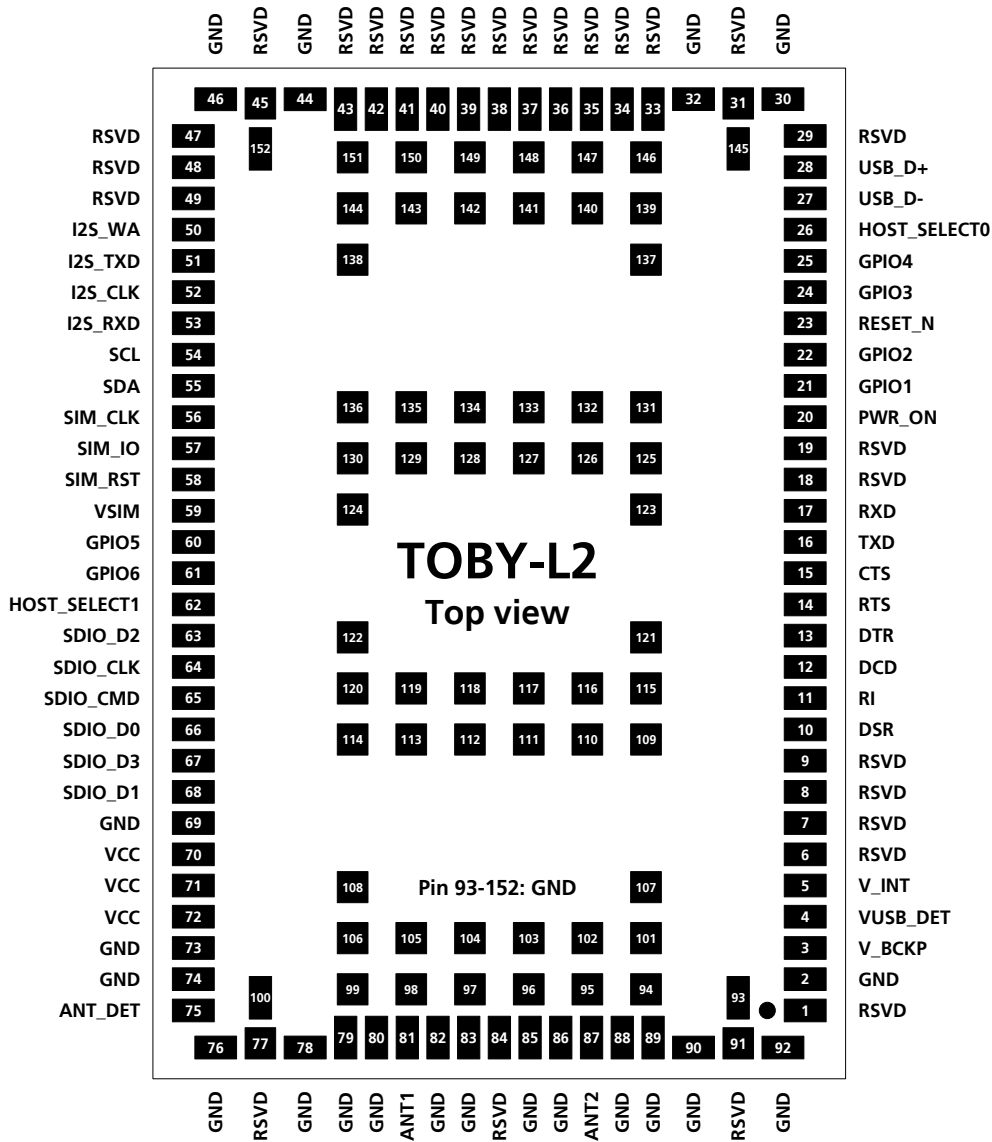 GND RSVD GND RSVD RSVD RSVD RSVD RSVD RSVD RSVD RSVD RSVD RSVD RSVD GND RSVD GND
46 45 44 43 42 41 40 39 38 37 36 35 34 33 32 31 30
RSVD 47 152 145 29 RSVD
RSVD 48 151 150 149 148 147 146 28 USB_D+
RSVD 49 144 143 142 141 140 139 27 USB_D-
I2S_WA 50 26 HOST_SELECT0
I2S_TXD 51 138 137 25 GPIO4
I2S_CLK 52 24 GPIO3
I2S_RXD 53 23 RESET_N
SCL 54 22 GPIO2
SDA 55 21 GPIO1
SIM_CLK 56 136 135 134 133 132 131 20 PWR_ON
SIM_IO 57 130 129 128 127 126 125 19 RSVD
SIM_RST 58 18 RSVD
VSIM 59 124 123 17 RXD
GPIO5 60 16 TXD
TOBY-L2
GPIO6 61 15 CTS
HOST_SELECT1 62 Top view 14 RTS
SDIO_D2 63 122 121 13 DTR
SDIO_CLK 64 12 DCD
SDIO_CMD 65 120 119 118 117 116 115 11 RI
SDIO_D0 66 114 113 112 111 110 109 10 DSR
SDIO_D3 67 9 RSVD
SDIO_D1 68 8 RSVD
GND 69 7 RSVD
VCC 70 6 RSVD
VCC 71 108 Pin 93-152: GND 107 5 V_INT
VCC 72 4 VUSB_DET
GND 73 106 105 104 103 102 101 3 V_BCKP
GND 74 99 98 97 96 95 94 2 GND
ANT_DET 75 100 93 1 RSVD
76 77 78 79 80 81 82 83 84 85 86 87 88 89 90 91 92
GND RSVD GND GND GND ANT1 GND GND RSVD GND GND ANT2 GND GND GND RSVD GND